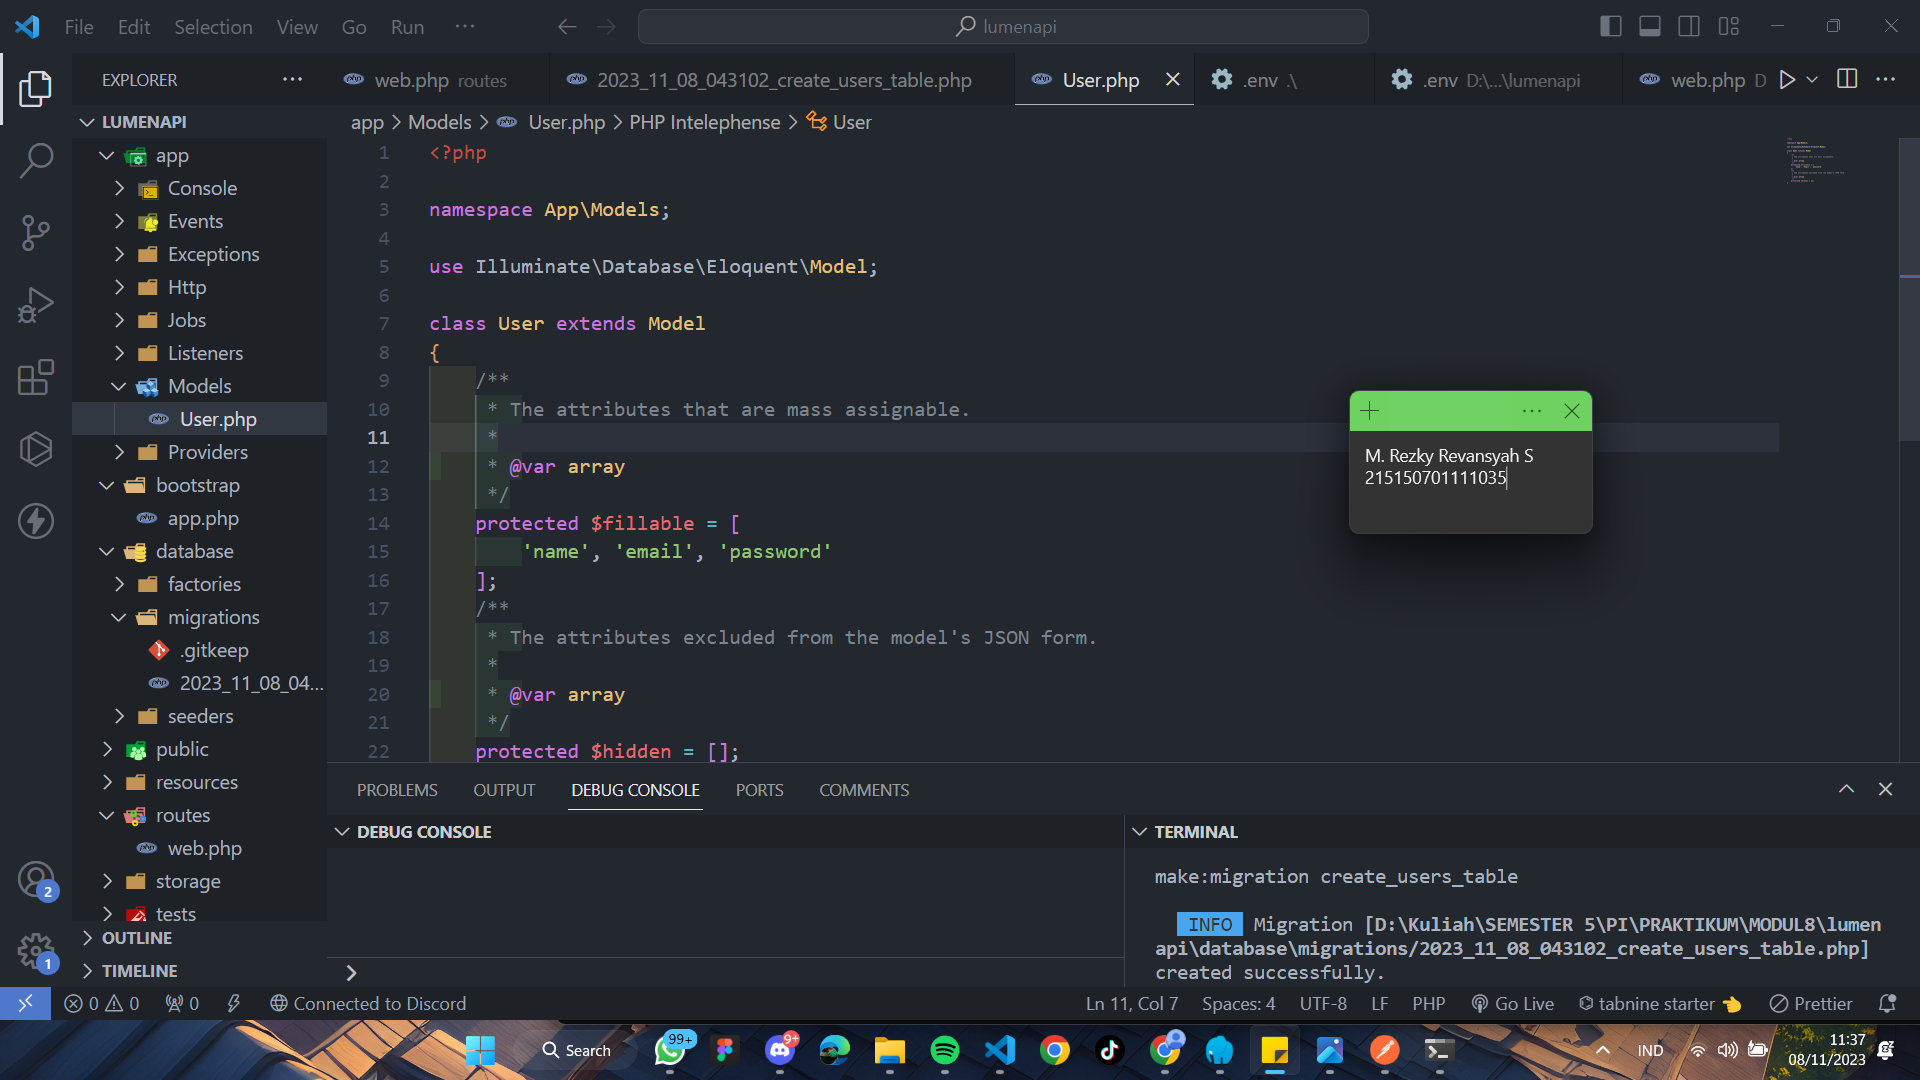 File Edit Selection View Go Run ···
lumenapi
EXPLORER ···
web.php routes
2023_11_08_043102_create_users_table.php
User.php
.env .\
.env D:\...\lumenapi
web.php D
LUMENAPI
app
Console
Events
Exceptions
Http
Jobs
Listeners
Models
User.php
Providers
bootstrap
app.php
database
factories
migrations
.gitkeep
2023_11_08_04...
seeders
public
resources
routes
web.php
storage
tests
OUTLINE
TIMELINE
app > Models > User.php > PHP Intelephense > User
1 <?php
2
3 namespace App\Models;
4
5 use Illuminate\Database\Eloquent\Model;
6
7 class User extends Model
8 {
9 /**
10 * The attributes that are mass assignable.
11 *
12 * @var array
13 */
14 protected $fillable = [
15 'name', 'email', 'password'
16 ];
17 /**
18 * The attributes excluded from the model's JSON form.
19 *
20 * @var array
21 */
22 protected $hidden = [];
M. Rezky Revansyah S
215150701111035
PROBLEMS OUTPUT DEBUG CONSOLE PORTS COMMENTS
DEBUG CONSOLE
TERMINAL
make:migration create_users_table
INFO Migration [D:\Kuliah\SEMESTER 5\PI\PRAKTIKUM\MODUL8\lumen
api\database\migrations/2023_11_08_043102_create_users_table.php]
created successfully.
0 0 0 Connected to Discord
Ln 11, Col 7 Spaces: 4 UTF-8 LF PHP Go Live tabnine starter Prettier
2
1
Search
99+
9+
IND
11:37
08/11/2023